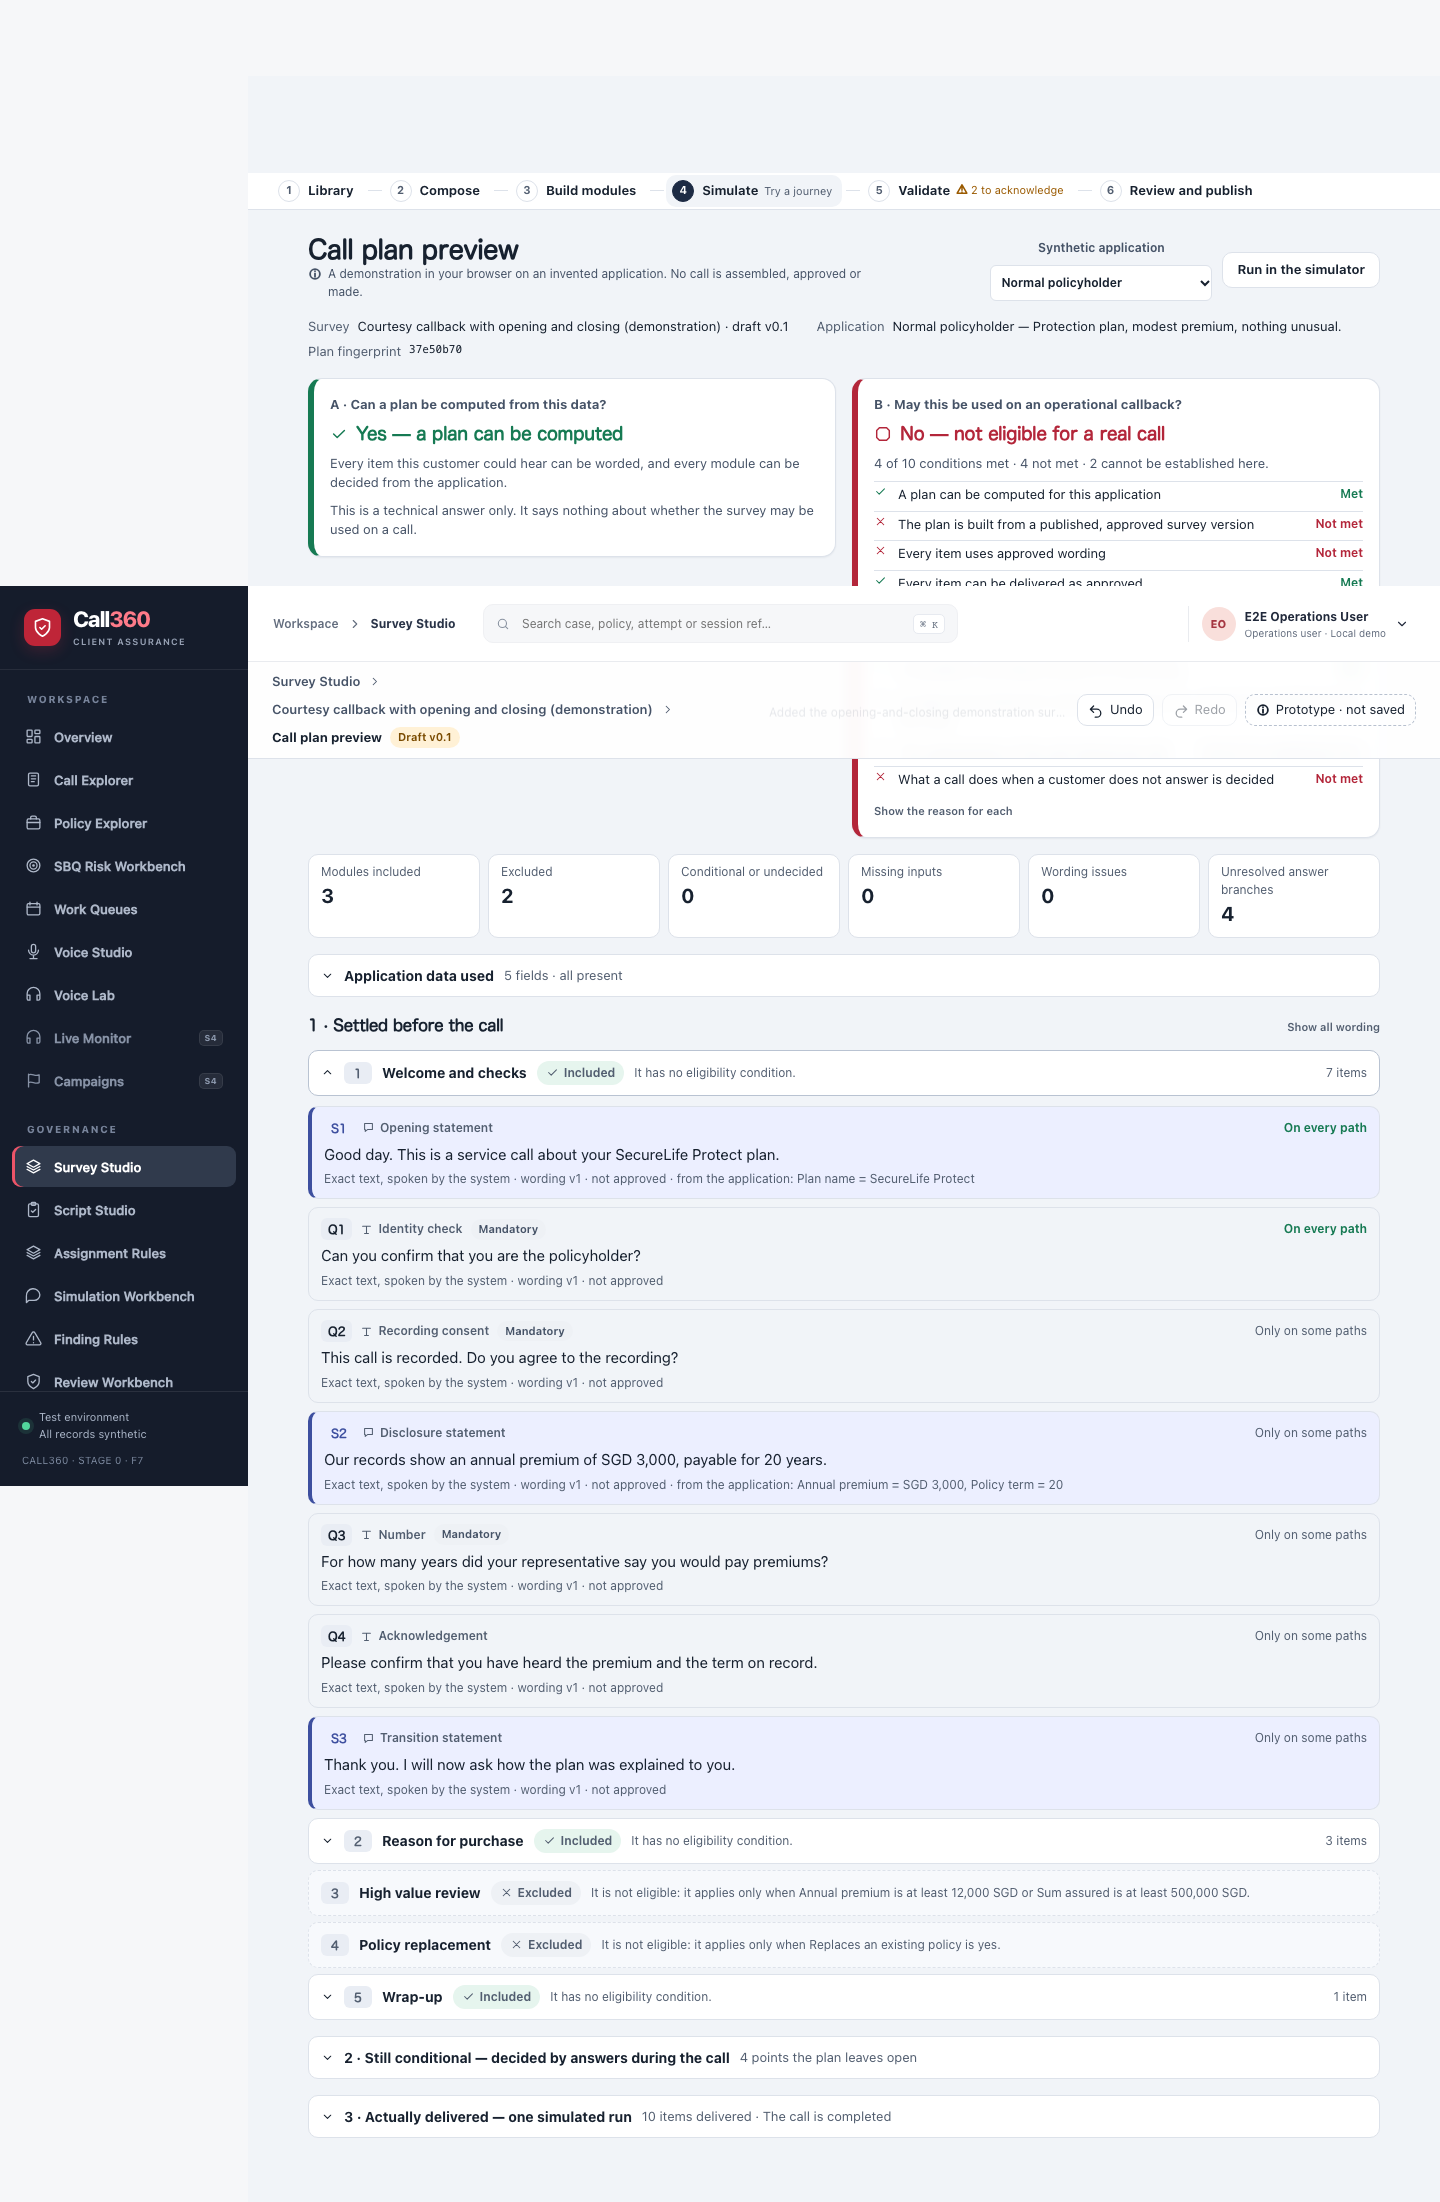 1 Library
2 Compose
3 Build modules
4 Simulate Try a journey
5 Validate 2 to acknowledge
6 Review and publish
Call plan preview
A demonstration in your browser on an invented application. No call is assembled, approved or
made.
Synthetic application
Normal policyholder
Run in the simulator
Survey Courtesy callback with opening and closing (demonstration) · draft v0.1
Application Normal policyholder — Protection plan, modest premium, nothing unusual.
Plan fingerprint 37e50b70
A · Can a plan be computed from this data?
Yes — a plan can be computed
Every item this customer could hear can be worded, and every module can be
decided from the application.
This is a technical answer only. It says nothing about whether the survey may be
used on a call.
B · May this be used on an operational callback?
No — not eligible for a real call
4 of 10 conditions met · 4 not met · 2 cannot be established here.
A plan can be computed for this application Met
The plan is built from a published, approved survey version Not met
Every item uses approved wording Not met
Every item can be delivered as approved Met
Call360
CLIENT ASSURANCE
Workspace
Survey Studio
Search case, policy, attempt or session ref...
⌘ K
EO
E2E Operations User
Operations user · Local demo
Survey Studio
Courtesy callback with opening and closing (demonstration)
Call plan preview Draft v0.1
Added the opening-and-closing demonstration sur...
Undo
Redo
Prototype · not saved
WORKSPACE
Overview
Call Explorer
Policy Explorer
SBQ Risk Workbench
Work Queues
Voice Studio
Voice Lab
Live Monitor S4
Campaigns S4
GOVERNANCE
Survey Studio
Script Studio
Assignment Rules
Simulation Workbench
Finding Rules
Review Workbench
Test environment
All records synthetic
CALL360 · STAGE 0 · F7
What a call does when a customer does not answer is decided Not met
Show the reason for each
Modules included
3
Excluded
2
Conditional or undecided
0
Missing inputs
0
Wording issues
0
Unresolved answer
branches
4
Application data used 5 fields · all present
1 · Settled before the call
Show all wording
1 Welcome and checks Included It has no eligibility condition. 7 items
S1 Opening statement On every path
Good day. This is a service call about your SecureLife Protect plan.
Exact text, spoken by the system · wording v1 · not approved · from the application: Plan name = SecureLife Protect
Q1 Identity check Mandatory On every path
Can you confirm that you are the policyholder?
Exact text, spoken by the system · wording v1 · not approved
Q2 Recording consent Mandatory Only on some paths
This call is recorded. Do you agree to the recording?
Exact text, spoken by the system · wording v1 · not approved
S2 Disclosure statement Only on some paths
Our records show an annual premium of SGD 3,000, payable for 20 years.
Exact text, spoken by the system · wording v1 · not approved · from the application: Annual premium = SGD 3,000, Policy term = 20
Q3 Number Mandatory Only on some paths
For how many years did your representative say you would pay premiums?
Exact text, spoken by the system · wording v1 · not approved
Q4 Acknowledgement Only on some paths
Please confirm that you have heard the premium and the term on record.
Exact text, spoken by the system · wording v1 · not approved
S3 Transition statement Only on some paths
Thank you. I will now ask how the plan was explained to you.
Exact text, spoken by the system · wording v1 · not approved
2 Reason for purchase Included It has no eligibility condition. 3 items
3 High value review Excluded It is not eligible: it applies only when Annual premium is at least 12,000 SGD or Sum assured is at least 500,000 SGD.
4 Policy replacement Excluded It is not eligible: it applies only when Replaces an existing policy is yes.
5 Wrap-up Included It has no eligibility condition. 1 item
2 · Still conditional — decided by answers during the call 4 points the plan leaves open
3 · Actually delivered — one simulated run 10 items delivered · The call is completed